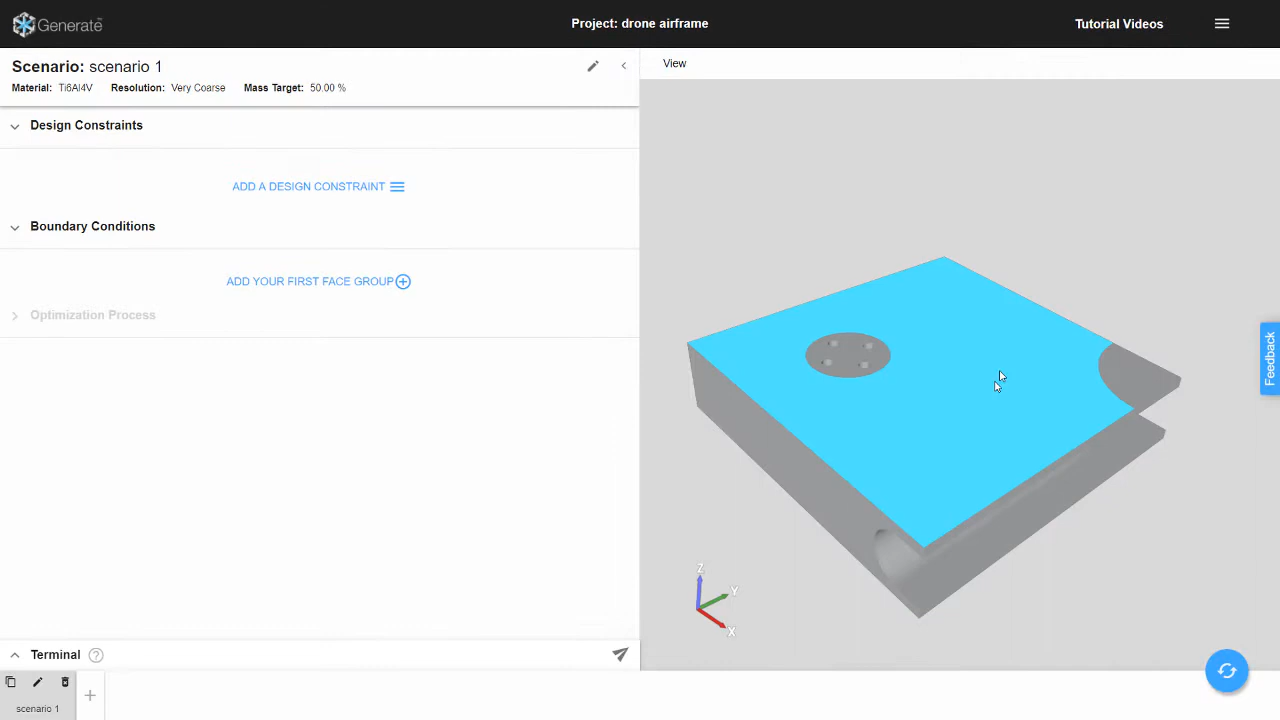 Generate™
Project: drone airframe
Tutorial Videos
Scenario: scenario 1
Material: Ti6Al4V Resolution: Very Coarse Mass Target: 50.00 %
View
Design Constraints
ADD A DESIGN CONSTRAINT
Boundary Conditions
ADD YOUR FIRST FACE GROUP
Optimization Process
Feedback
Z
Y
X
Terminal ?
scenario 1